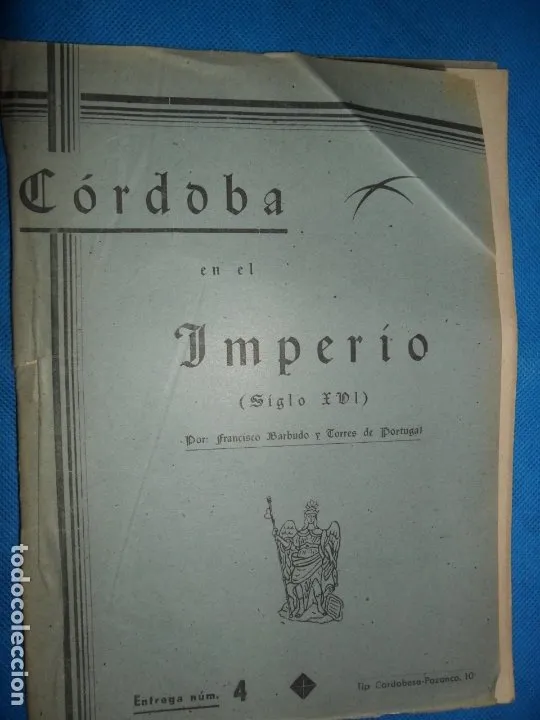 Córdoba
en el
Imperio
(Siglo XVI)
Por: Francisco Barbudo y Torres de Portugal
Entrega núm. 4
Tip Cordobesa-Pozanco. 10
todocoleccion